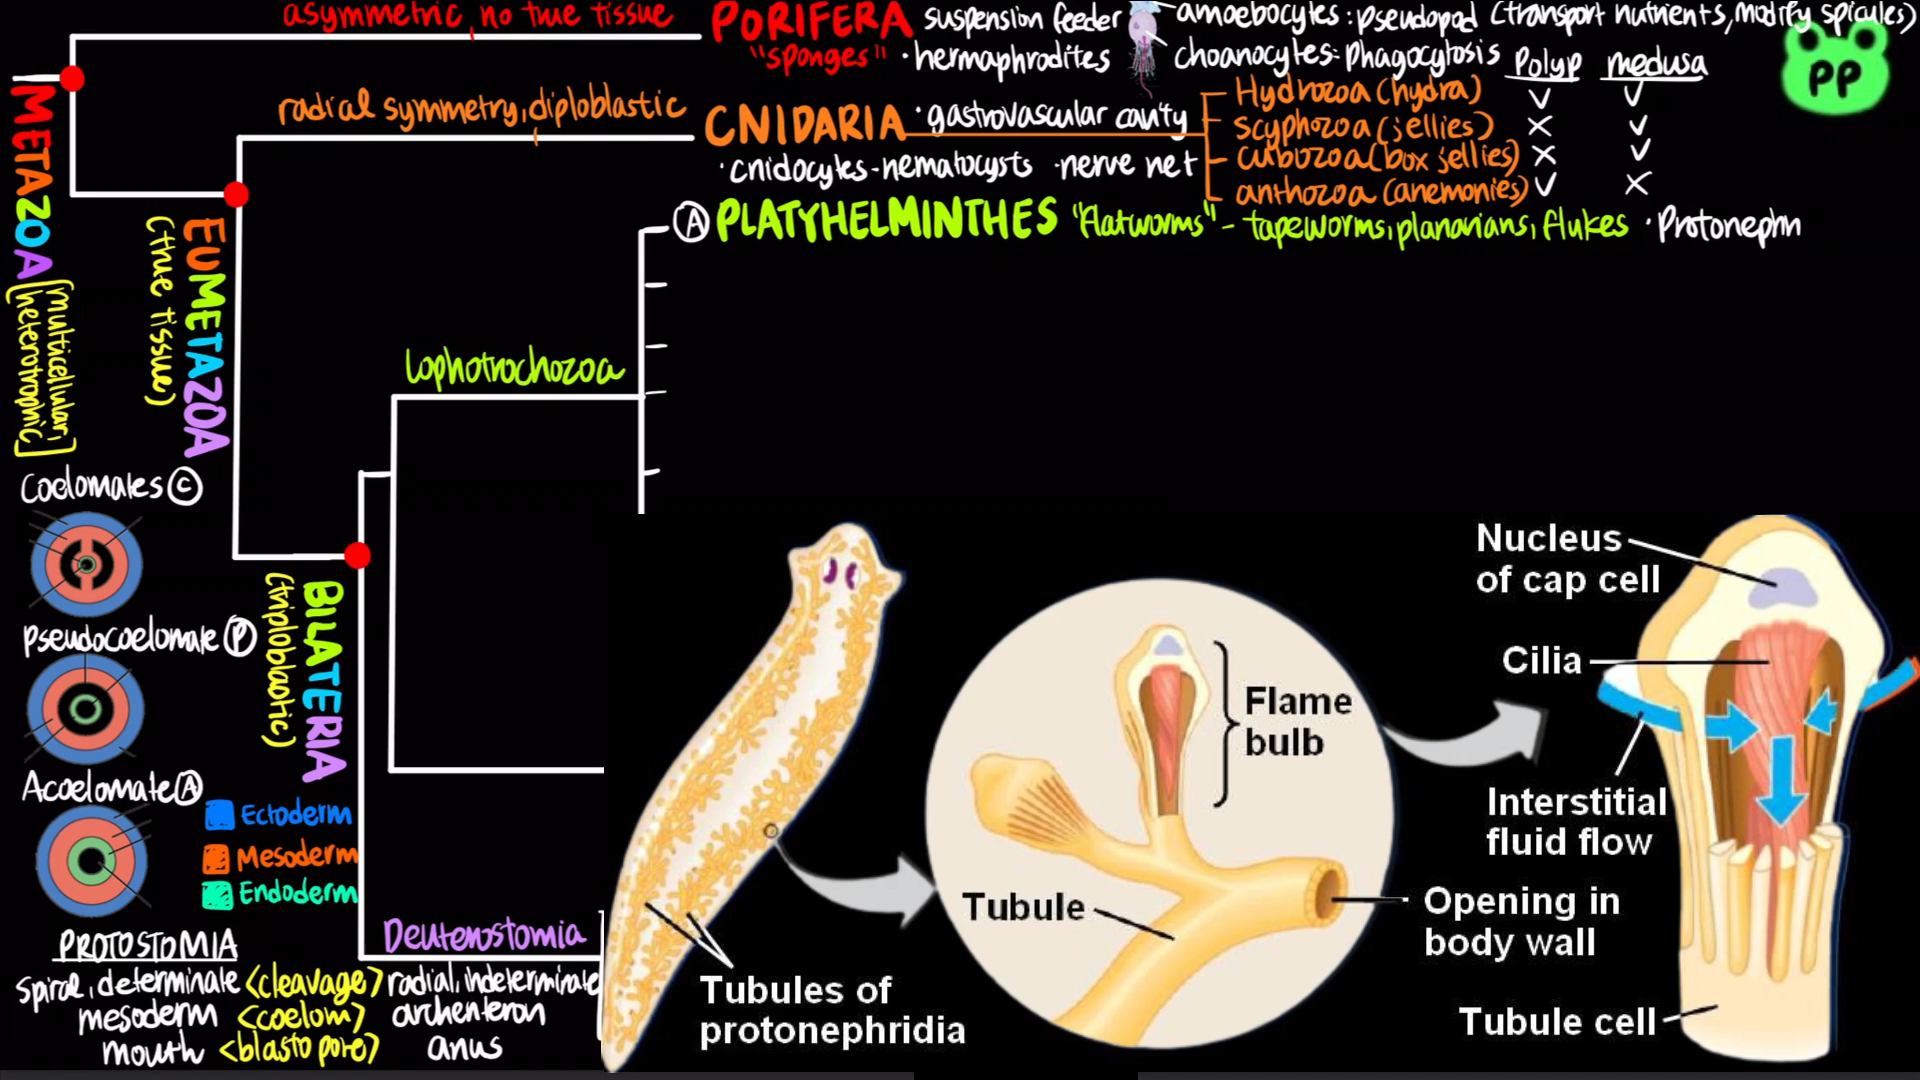 asymmetric, no true tissue
PORIFERA
"sponges"
suspension feeder
· hermaphrodites
amoebocytes: pseudopod (transport nutrients, modify spicules)
choanocytes: phagocytosis
Polyp medusa
PP
radial symmetry, diploblastic
CNIDARIA
· gastrovascular cavity
· cnidocytes - nematocysts · nerve net
Hydrozoa (hydra) ✓ ✓
scyphozoa (jellies) X ✓
cubozoa (box jellies) X ✓
anthozoa (anemonies) ✓ X
Ⓐ PLATYHELMINTHES "flatworms" - tapeworms, planarians, flukes · Protoneph
METAZOA
(multicellular,
heterotrophic)
EUMETAZOA
(true tissue)
Lophotrochozoa
BILATERIA
(triploblastic)
Coelomates Ⓒ
Pseudocoelomate Ⓟ
Acoelomate Ⓐ
Ectoderm
Mesoderm
Endoderm
PROTOSTOMIA
Deuterostomia
spiral, determinate <cleavage> radial, indeterminate
mesoderm <coelom> archenteron
mouth <blastopore> anus
Tubules of
protonephridia
Flame
bulb
Tubule
Opening in
body wall
Nucleus
of cap cell
Cilia
Interstitial
fluid flow
Tubule cell